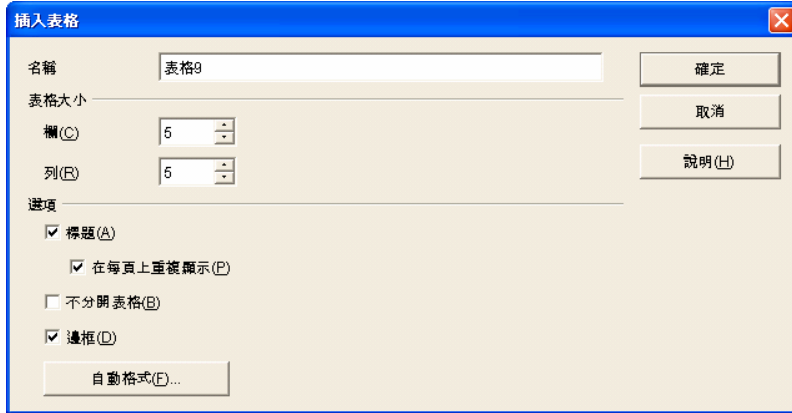 插入表格
名稱 表格9 確定
表格大小 取消
欄(C) 5
列(R) 5 說明(H)
選項
標題(A)
在每頁上重複顯示(P)
不分開表格(B)
邊框(D)
自動格式(F)...